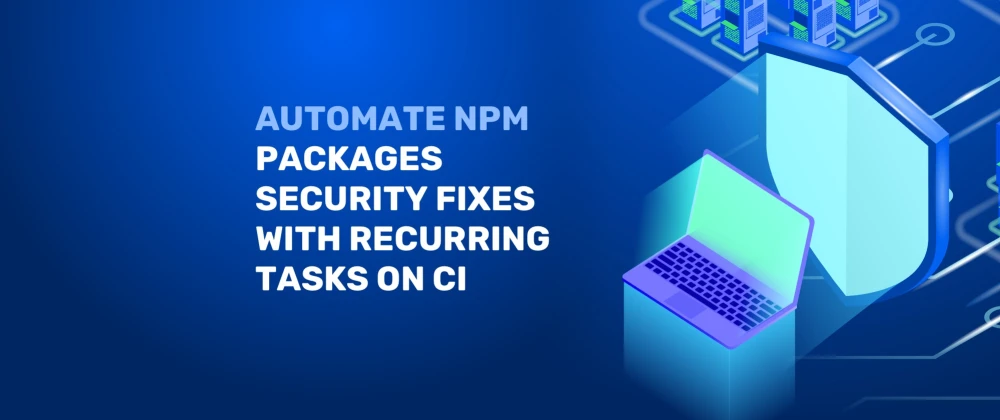 AUTOMATE NPM
PACKAGES
SECURITY FIXES
WITH RECURRING
TASKS ON CI